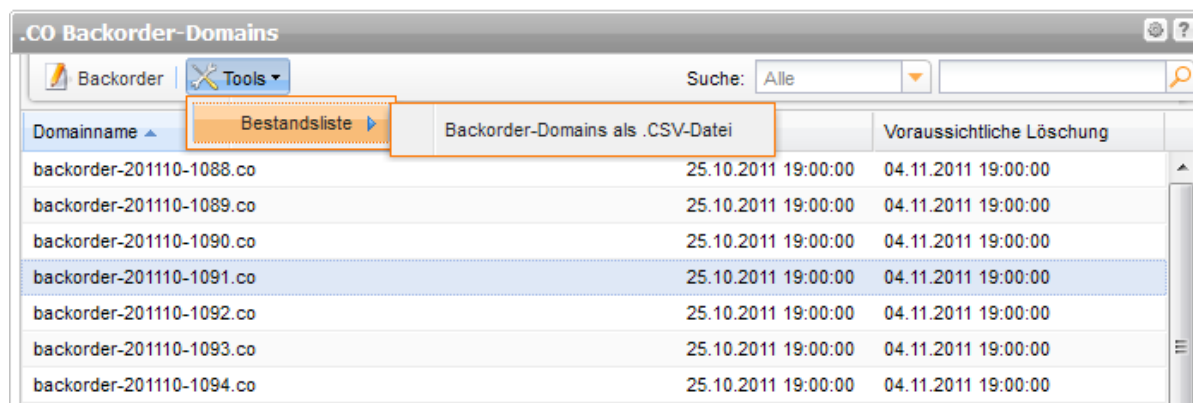 .CO Backorder-Domains ?
Backorder Tools Suche: Alle
Bestandsliste Backorder-Domains als .CSV-Datei
Domainname Voraussichtliche Löschung
backorder-201110-1088.co 25.10.2011 19:00:00 04.11.2011 19:00:00
backorder-201110-1089.co 25.10.2011 19:00:00 04.11.2011 19:00:00
backorder-201110-1090.co 25.10.2011 19:00:00 04.11.2011 19:00:00
backorder-201110-1091.co 25.10.2011 19:00:00 04.11.2011 19:00:00
backorder-201110-1092.co 25.10.2011 19:00:00 04.11.2011 19:00:00
backorder-201110-1093.co 25.10.2011 19:00:00 04.11.2011 19:00:00
backorder-201110-1094.co 25.10.2011 19:00:00 04.11.2011 19:00:00